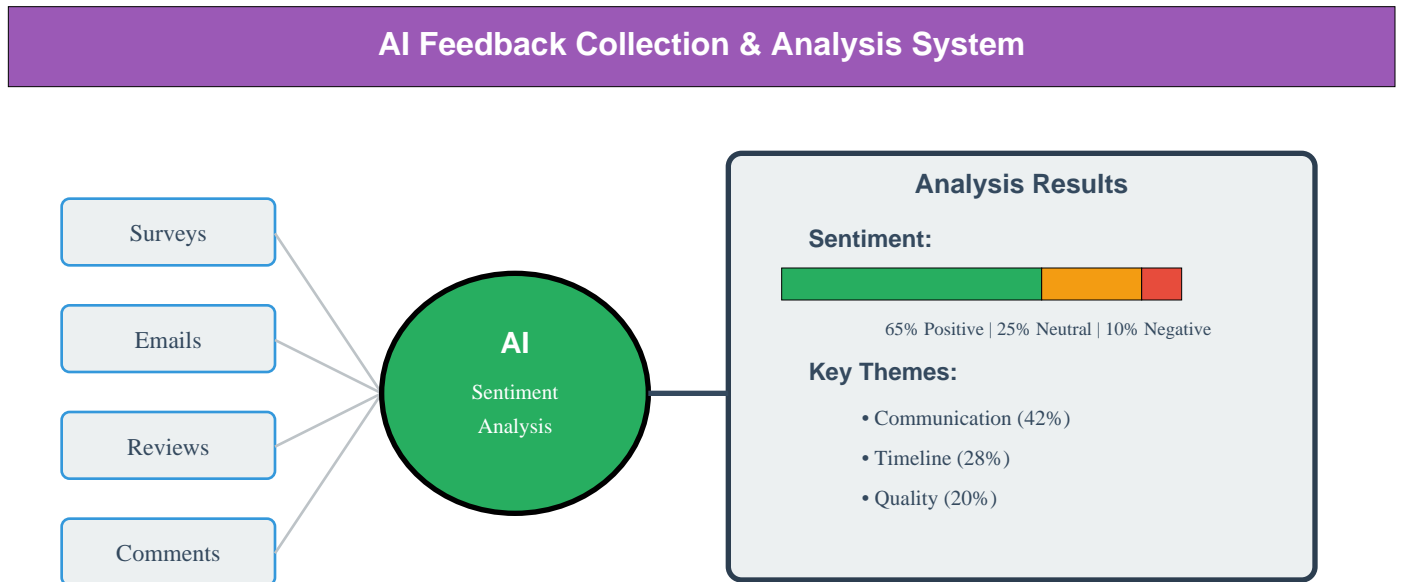 AI Feedback Collection & Analysis System
Surveys
Emails
Reviews
Comments
AI
Sentiment
Analysis
Analysis Results
Sentiment:
65% Positive | 25% Neutral | 10% Negative
Key Themes:
• Communication (42%)
• Timeline (28%)
• Quality (20%)